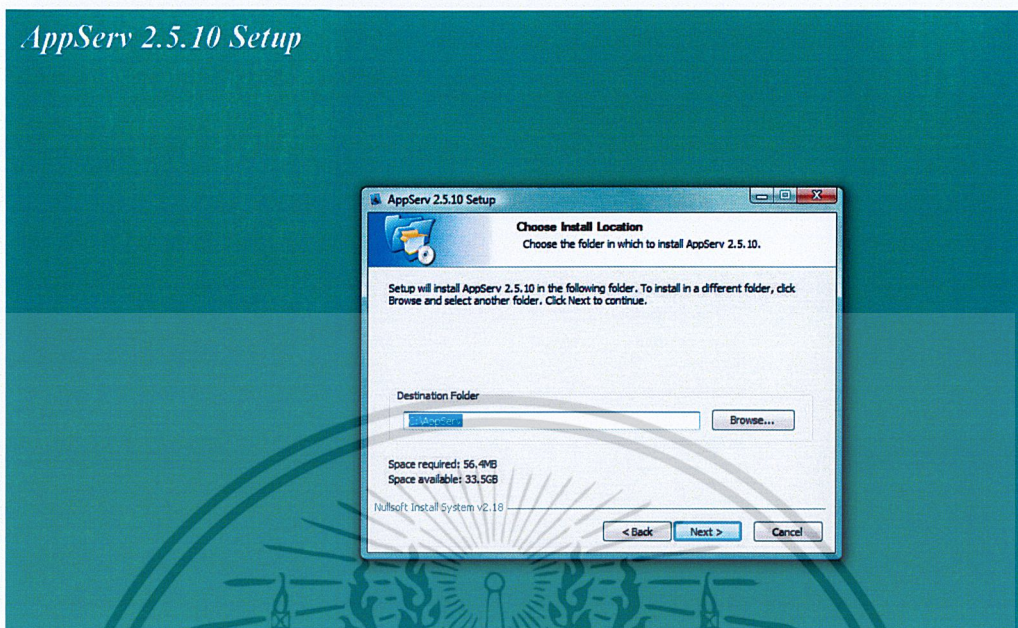 AppServ 2.5.10 Setup
AppServ 2.5.10 Setup
Choose Install Location
Choose the folder in which to install AppServ 2.5.10.
Setup will install AppServ 2.5.10 in the following folder. To install in a different folder, click
Browse and select another folder. Click Next to continue.
Destination Folder
Browse...
Space required: 56.4MB
Space available: 33.5GB
Nullsoft Install System v2.18
< Back
Next >
Cancel